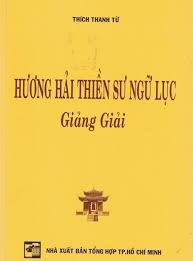 THÍCH THANH TỪ
HƯƠNG HẢI THIỀN SƯ NGỮ LỤC
Giảng Giải
NHÀ XUẤT BẢN TỔNG HỢP TP.HỒ CHÍ MINH